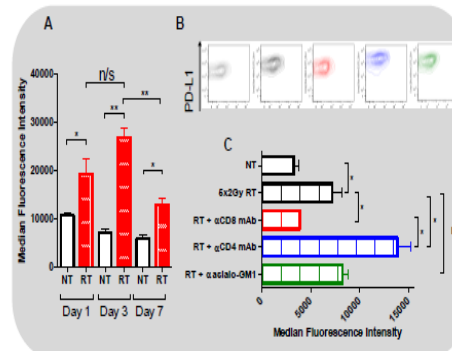 A
B
n/s
**
**
*
*
Median Fluorescence Intensity
40000
30000
20000
10000
0
NT RT NT RT NT RT
Day 1 Day 3 Day 7
PD-L1
C
NT
6x2Gy RT
RT + αCD8 mAb
RT + αCD4 mAb
RT + αasialo-GM1
*
*
*
*
0 5000 10000 15000
Median Fluorescence Intensity